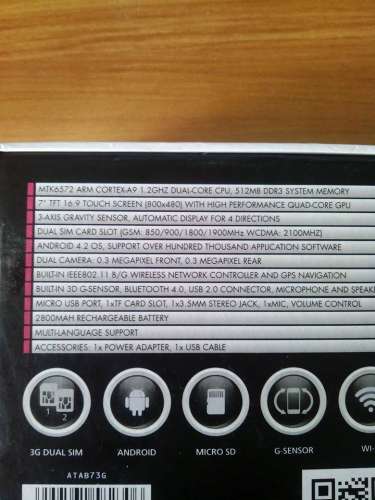 MTK6572 ARM CORTEX-A9 1.2GHZ DUAL-CORE CPU, 512MB DDR3 SYSTEM MEMORY
7" TFT 16:9 TOUCH SCREEN (800x480) WITH HIGH PERFORMANCE QUAD-CORE GPU
3-AXIS GRAVITY SENSOR, AUTOMATIC DISPLAY FOR 4 DIRECTIONS
DUAL SIM CARD SLOT (GSM: 850/900/1800/1900MHz WCDMA: 2100MHZ)
ANDROID 4.2 OS, SUPPORT OVER HUNDRED THOUSAND APPLICATION SOFTWARE
DUAL CAMERA: 0.3 MEGAPIXEL FRONT, 0.3 MEGAPIXEL REAR
BUILT-IN IEEE802.11 B/G WIRELESS NETWORK CONTROLLER AND GPS NAVIGATION
BUILT-IN 3D G-SENSOR, BLUETOOTH 4.0, USB 2.0 CONNECTOR, MICROPHONE AND SPEAKE
MICRO USB PORT, 1xTF CARD SLOT, 1x3.5MM STEREO JACK, 1xMIC, VOLUME CONTROL
2800MAH RECHARGEABLE BATTERY
MULTI-LANGUAGE SUPPORT
ACCESSORIES: 1x POWER ADAPTER, 1x USB CABLE
1 2
3G DUAL SIM ANDROID MICRO SD G-SENSOR WI-
ATAB73G